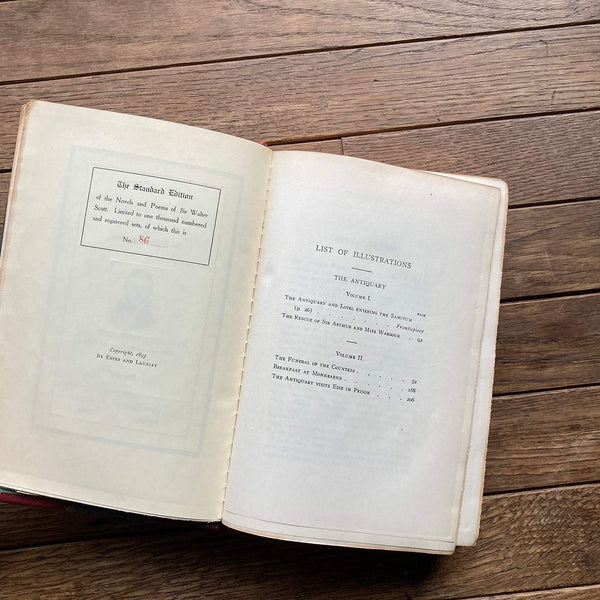 The Standard Edition
of the Novels and Poems of Sir Walter
Scott. Limited to one thousand numbered
and registered sets, of which this is
No. 86
Copyright, 1893
By Estes and Lauriat
LIST OF ILLUSTRATIONS
THE ANTIQUARY
Volume I.
PAGE
The Antiquary and Lovel entering the Sanctum
(p. 26) . . . . . . . . Frontispiece
The Rescue of Sir Arthur and Miss Wardour . 92
Volume II.
The Funeral of the Countess . . . . . 52
Breakfast at Monkbarns . . . . . . 168
The Antiquary visits Esie in Prison . . . . 206